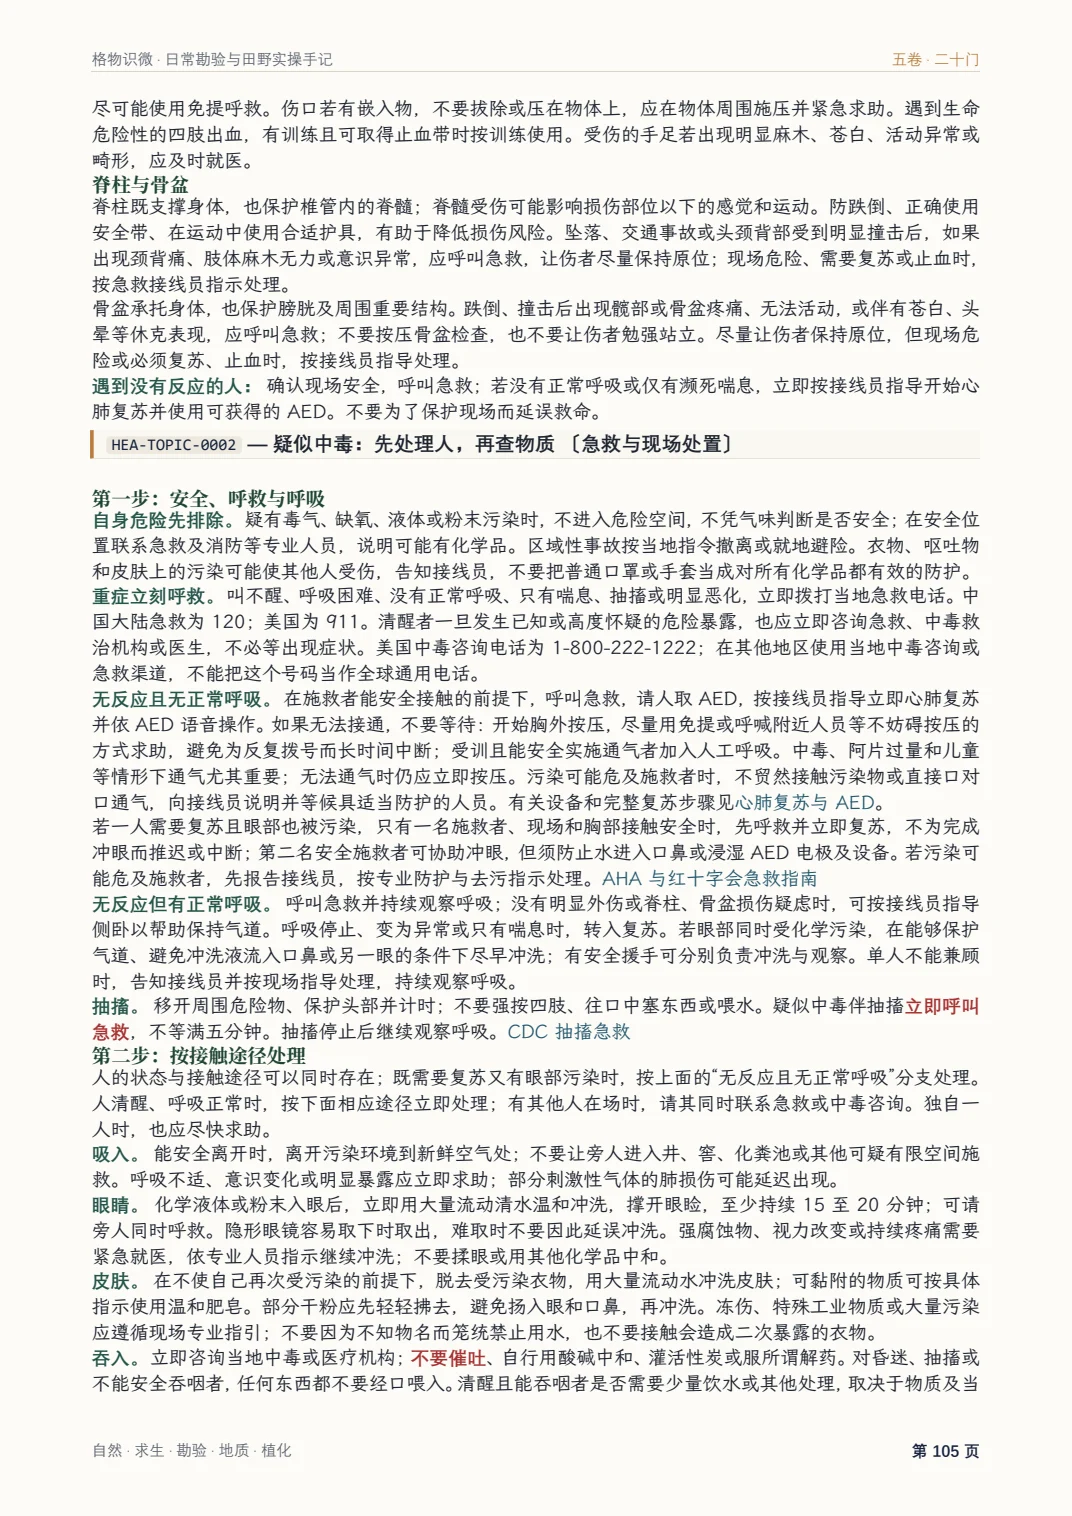 格物识微 · 日常勘验与田野实操手记
五卷 · 二十门
尽可能使用免提呼救。伤口若有嵌入物，不要拔除或压在物体上，应在物体周围施压并紧急求助。遇到生命
危险性的四肢出血，有训练且可取得止血带时按训练使用。受伤的手足若出现明显麻木、苍白、活动异常或
畸形，应及时就医。
脊柱与骨盆
脊柱既支撑身体，也保护椎管内的脊髓；脊髓受伤可能影响损伤部位以下的感觉和运动。防跌倒、正确使用
安全带、在运动中使用合适护具，有助于降低损伤风险。坠落、交通事故或头颈背部受到明显撞击后，如果
出现颈背痛、肢体麻木无力或意识异常，应呼叫急救，让伤者尽量保持原位；现场危险、需要复苏或止血时，
按急救接线员指示处理。
骨盆承托身体，也保护膀胱及周围重要结构。跌倒、撞击后出现髋部或骨盆疼痛、无法活动，或伴有苍白、头
晕等休克表现，应呼叫急救；不要按压骨盆检查，也不要让伤者勉强站立。尽量让伤者保持原位，但现场危
险或必须复苏、止血时，按接线员指导处理。
遇到没有反应的人： 确认现场安全，呼叫急救；若没有正常呼吸或仅有濒死喘息，立即按接线员指导开始心
肺复苏并使用可获得的 AED。不要为了保护现场而延误救命。
HEA-TOPIC-0002 — 疑似中毒：先处理人，再查物质 〔急救与现场处置〕
第一步：安全、呼救与呼吸
自身危险先排除。疑有毒气、缺氧、液体或粉末污染时，不进入危险空间，不凭气味判断是否安全；在安全位
置联系急救及消防等专业人员，说明可能有化学品。区域性事故按当地指令撤离或就地避险。衣物、呕吐物
和皮肤上的污染可能使其他人受伤，告知接线员，不要把普通口罩或手套当成对所有化学品都有效的防护。
重症立刻呼救。叫不醒、呼吸困难、没有正常呼吸、只有喘息、抽搐或明显恶化，立即拨打当地急救电话。中
国大陆急救为 120；美国为 911。清醒者一旦发生已知或高度怀疑的危险暴露，也应立即咨询急救、中毒救
治机构或医生，不必等出现症状。美国中毒咨询电话为 1-800-222-1222；在其他地区使用当地中毒咨询或
急救渠道，不能把这个号码当作全球通用电话。
无反应且无正常呼吸。 在施救者能安全接触的前提下，呼叫急救，请人取 AED，按接线员指导立即心肺复苏
并依 AED 语音操作。如果无法接通，不要等待：开始胸外按压，尽量用免提或呼喊附近人员等不妨碍按压的
方式求助，避免为反复拨号而长时间中断；受训且能安全实施通气者加入人工呼吸。中毒、阿片过量和儿童
等情形下通气尤其重要；无法通气时仍应立即按压。污染可能危及施救者时，不贸然接触污染物或直接口对
口通气，向接线员说明并等候具适当防护的人员。有关设备和完整复苏步骤见心肺复苏与 AED。
若一人需要复苏且眼部也被污染，只有一名施救者、现场和胸部接触安全时，先呼救并立即复苏，不为完成
冲眼而推迟或中断；第二名安全施救者可协助冲眼，但须防止水进入口鼻或浸湿 AED 电极及设备。若污染可
能危及施救者，先报告接线员，按专业防护与去污指示处理。AHA 与红十字会急救指南
无反应但有正常呼吸。 呼叫急救并持续观察呼吸；没有明显外伤或脊柱、骨盆损伤疑虑时，可按接线员指导
侧卧以帮助保持气道。呼吸停止、变为异常或只有喘息时，转入复苏。若眼部同时受化学污染，在能够保护
气道、避免冲洗液流入口鼻或另一眼的条件下尽早冲洗；有安全援手可分别负责冲洗与观察。单人不能兼顾
时，告知接线员并按现场指导处理，持续观察呼吸。
抽搐。 移开周围危险物、保护头部并计时；不要强按四肢、往口中塞东西或喂水。疑似中毒伴抽搐立即呼叫
急救，不等满五分钟。抽搐停止后继续观察呼吸。CDC 抽搐急救
第二步：按接触途径处理
人的状态与接触途径可以同时存在；既需要复苏又有眼部污染时，按上面的“无反应且无正常呼吸”分支处理。
人清醒、呼吸正常时，按下面相应途径立即处理；有其他人在场时，请其同时联系急救或中毒咨询。独自一
人时，也应尽快求助。
吸入。 能安全离开时，离开污染环境到新鲜空气处；不要让旁人进入井、窖、化粪池或其他可疑有限空间施
救。呼吸不适、意识变化或明显暴露应立即求助；部分刺激性气体的肺损伤可能延迟出现。
眼睛。 化学液体或粉末入眼后，立即用大量流动清水温和冲洗，撑开眼睑，至少持续 15 至 20 分钟；可请
旁人同时呼救。隐形眼镜容易取下时取出，难取时不要因此延误冲洗。强腐蚀物、视力改变或持续疼痛需要
紧急就医，依专业人员指示继续冲洗；不要揉眼或用其他化学品中和。
皮肤。 在不使自己再次受污染的前提下，脱去受污染衣物，用大量流动水冲洗皮肤；可黏附的物质可按具体
指示使用温和肥皂。部分干粉应先轻轻拂去，避免扬入眼和口鼻，再冲洗。冻伤、特殊工业物质或大量污染
应遵循现场专业指引；不要因为不知物名而笼统禁止用水，也不要接触会造成二次暴露的衣物。
吞入。立即咨询当地中毒或医疗机构；不要催吐、自行用酸碱中和、灌活性炭或服所谓解药。对昏迷、抽搐或
不能安全吞咽者，任何东西都不要经口喂入。清醒且能吞咽者是否需要少量饮水或其他处理，取决于物质及当
自然 · 求生 · 勘验 · 地质 · 植化
第 105 页